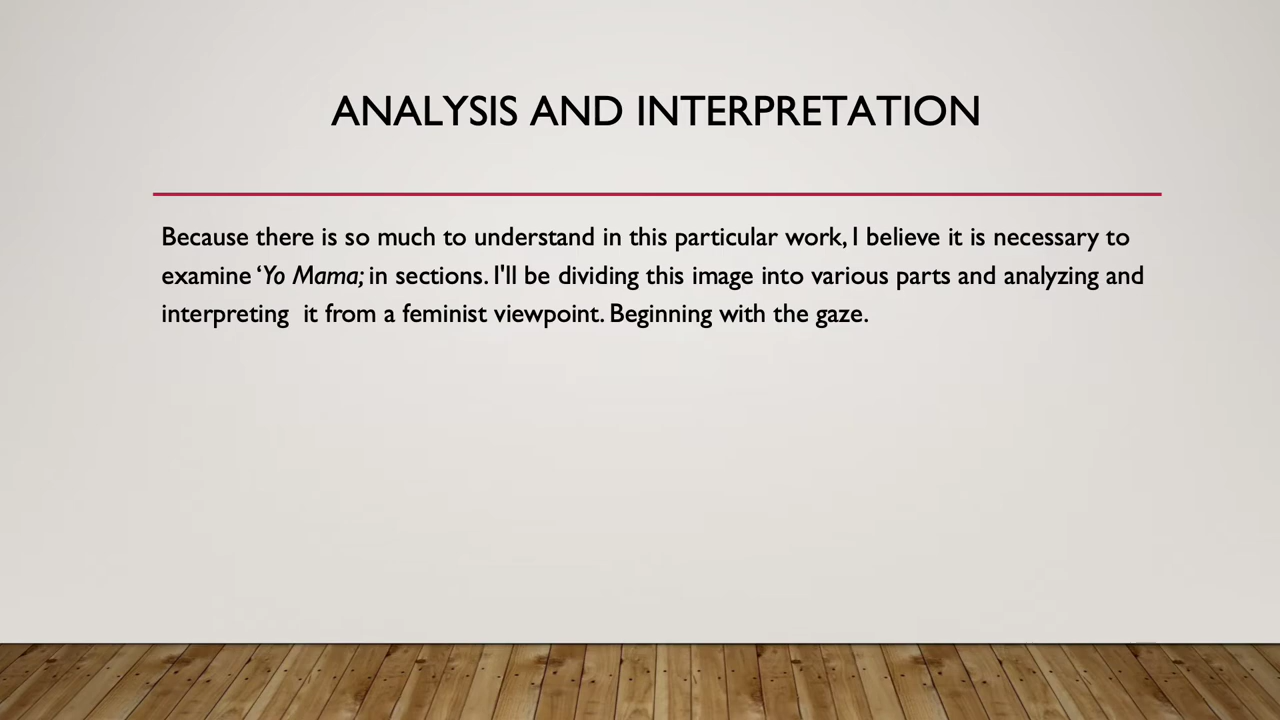 ANALYSIS AND INTERPRETATION
Because there is so much to understand in this particular work, I believe it is necessary to
examine ‘Yo Mama; in sections. I'll be dividing this image into various parts and analyzing and
interpreting  it from a feminist viewpoint. Beginning with the gaze.